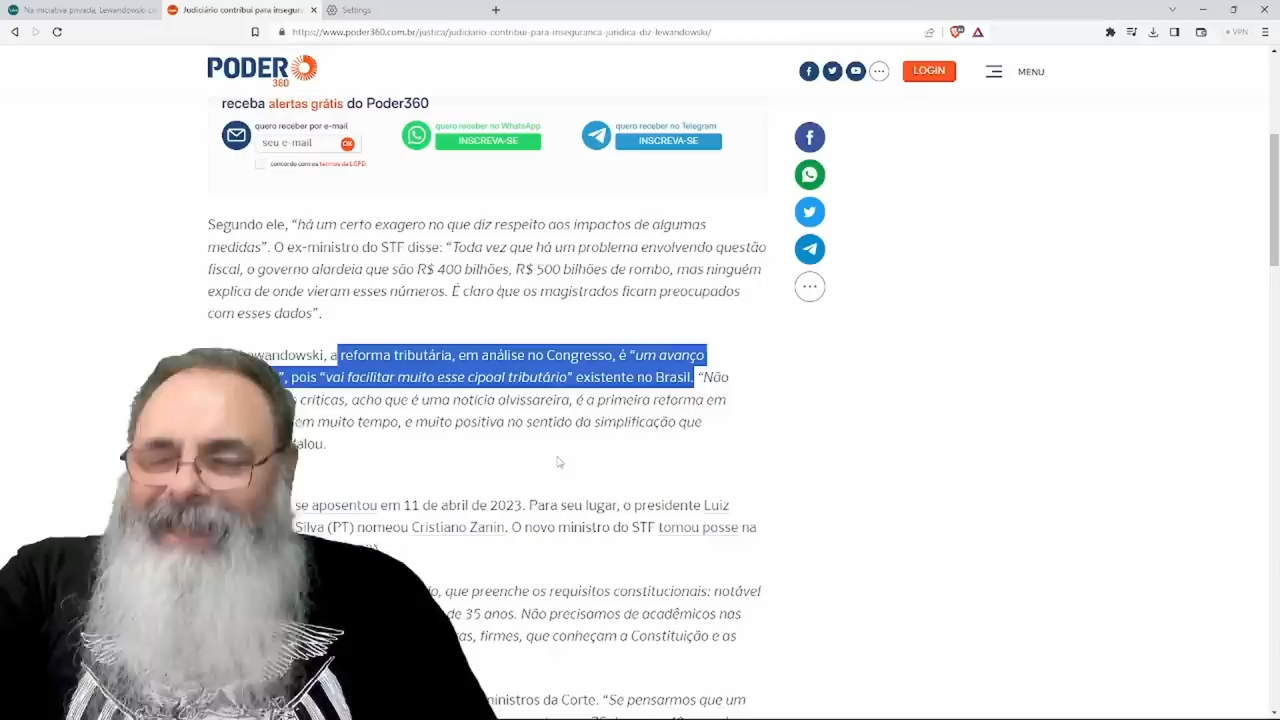 Na iniciativa privada, Lewandowski cri
Judiciário contribui para insegura
Settings
https://www.poder360.com.br/justica/judiciario-contribui-para-inseguranca-juridica-diz-lewandowski/
VPN
PODER
360
LOGIN
MENU
receba alertas grátis do Poder360
quero receber por e-mail
seu e-mail
OK
concordo com os termos da LGPD.
quero receber no WhatsApp
INSCREVA-SE
quero receber no Telegram
INSCREVA-SE
Segundo ele, “há um certo exagero no que diz respeito aos impactos de algumas
medidas”. O ex-ministro do STF disse: “Toda vez que há um problema envolvendo questão
fiscal, o governo alardeia que são R$ 400 bilhões, R$ 500 bilhões de rombo, mas ninguém
explica de onde vieram esses números. É claro que os magistrados ficam preocupados
com esses dados”.
Lewandowski, a reforma tributária, em análise no Congresso, é “um avanço
”, pois “vai facilitar muito esse cipoal tributário” existente no Brasil. “Não
críticas, acho que é uma notícia alvissareira, é a primeira reforma em
em muito tempo, e muito positiva no sentido da simplificação que
alou.
se aposentou em 11 de abril de 2023. Para seu lugar, o presidente Luiz
Silva (PT) nomeou Cristiano Zanin. O novo ministro do STF tomou posse na
que preenche os requisitos constitucionais: notável
de 35 anos. Não precisamos de acadêmicos nas
as, firmes, que conheçam a Constituição e as
ministros da Corte. “Se pensarmos que um